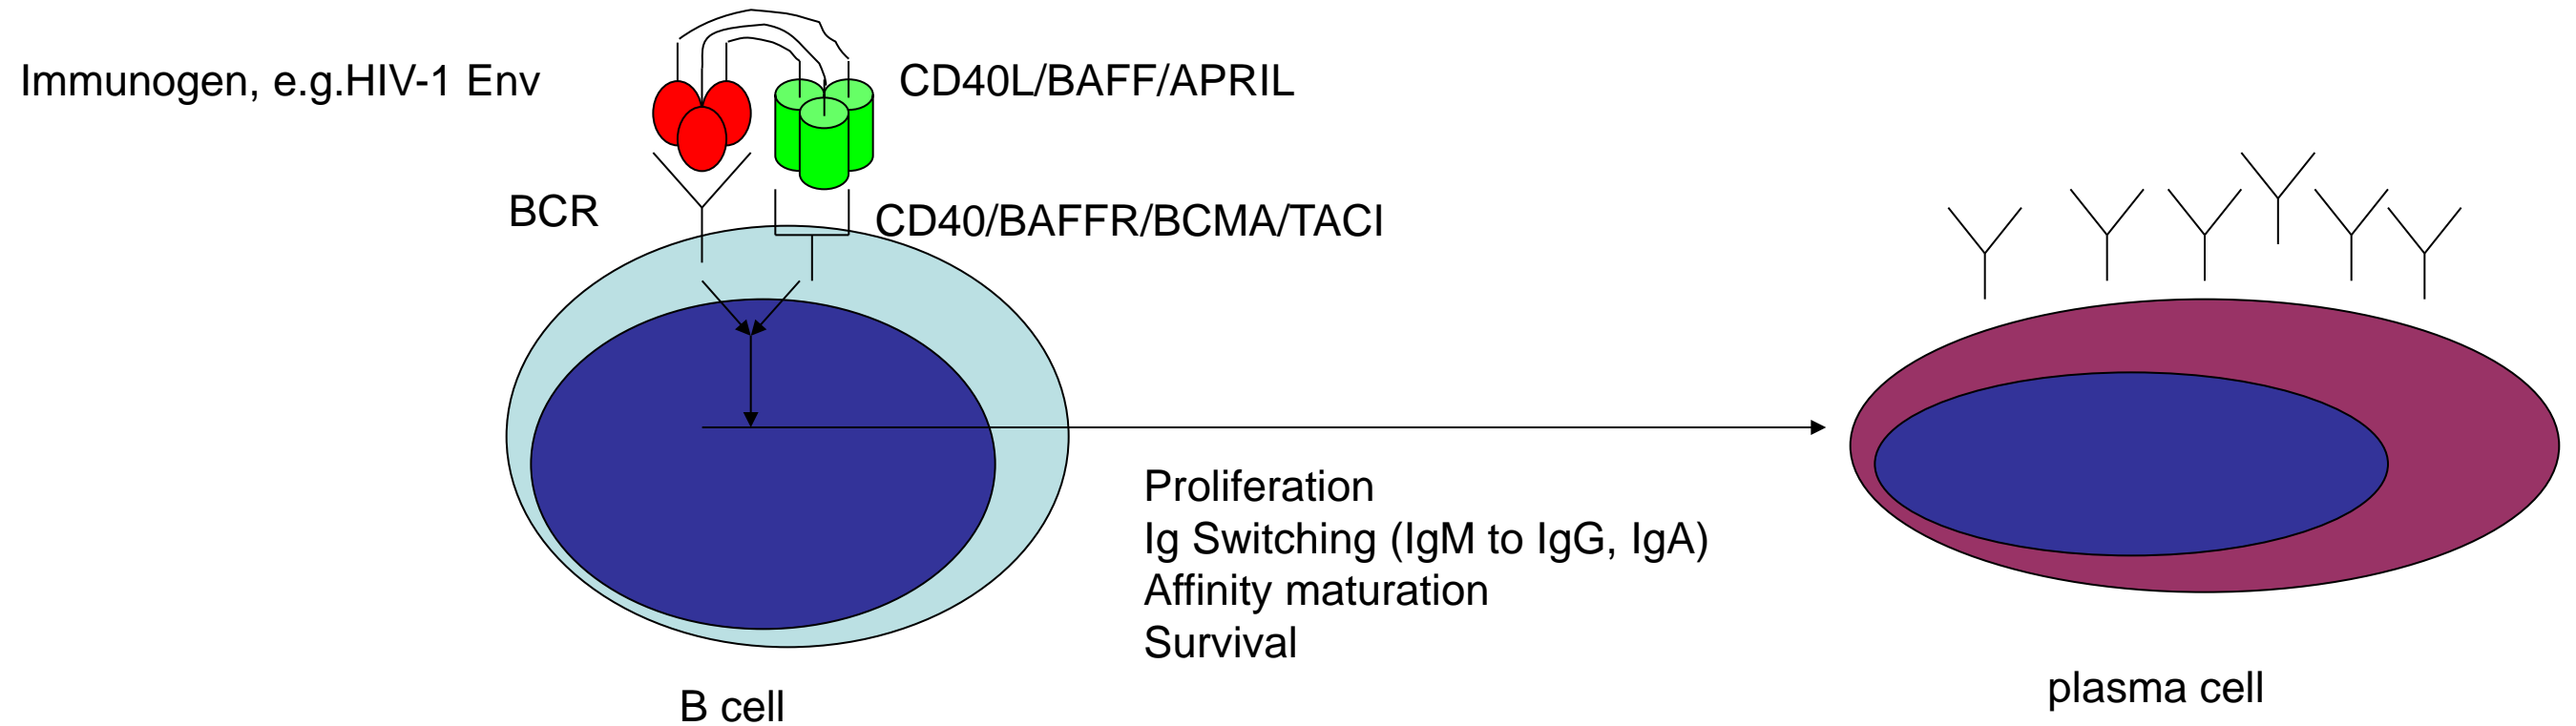 Immunogen, e.g.HIV-1 Env
CD40L/BAFF/APRIL
BCR
CD40/BAFFR/BCMA/TACI
Proliferation
Ig Switching (IgM to IgG, IgA)
Affinity maturation
Survival
B cell
plasma cell